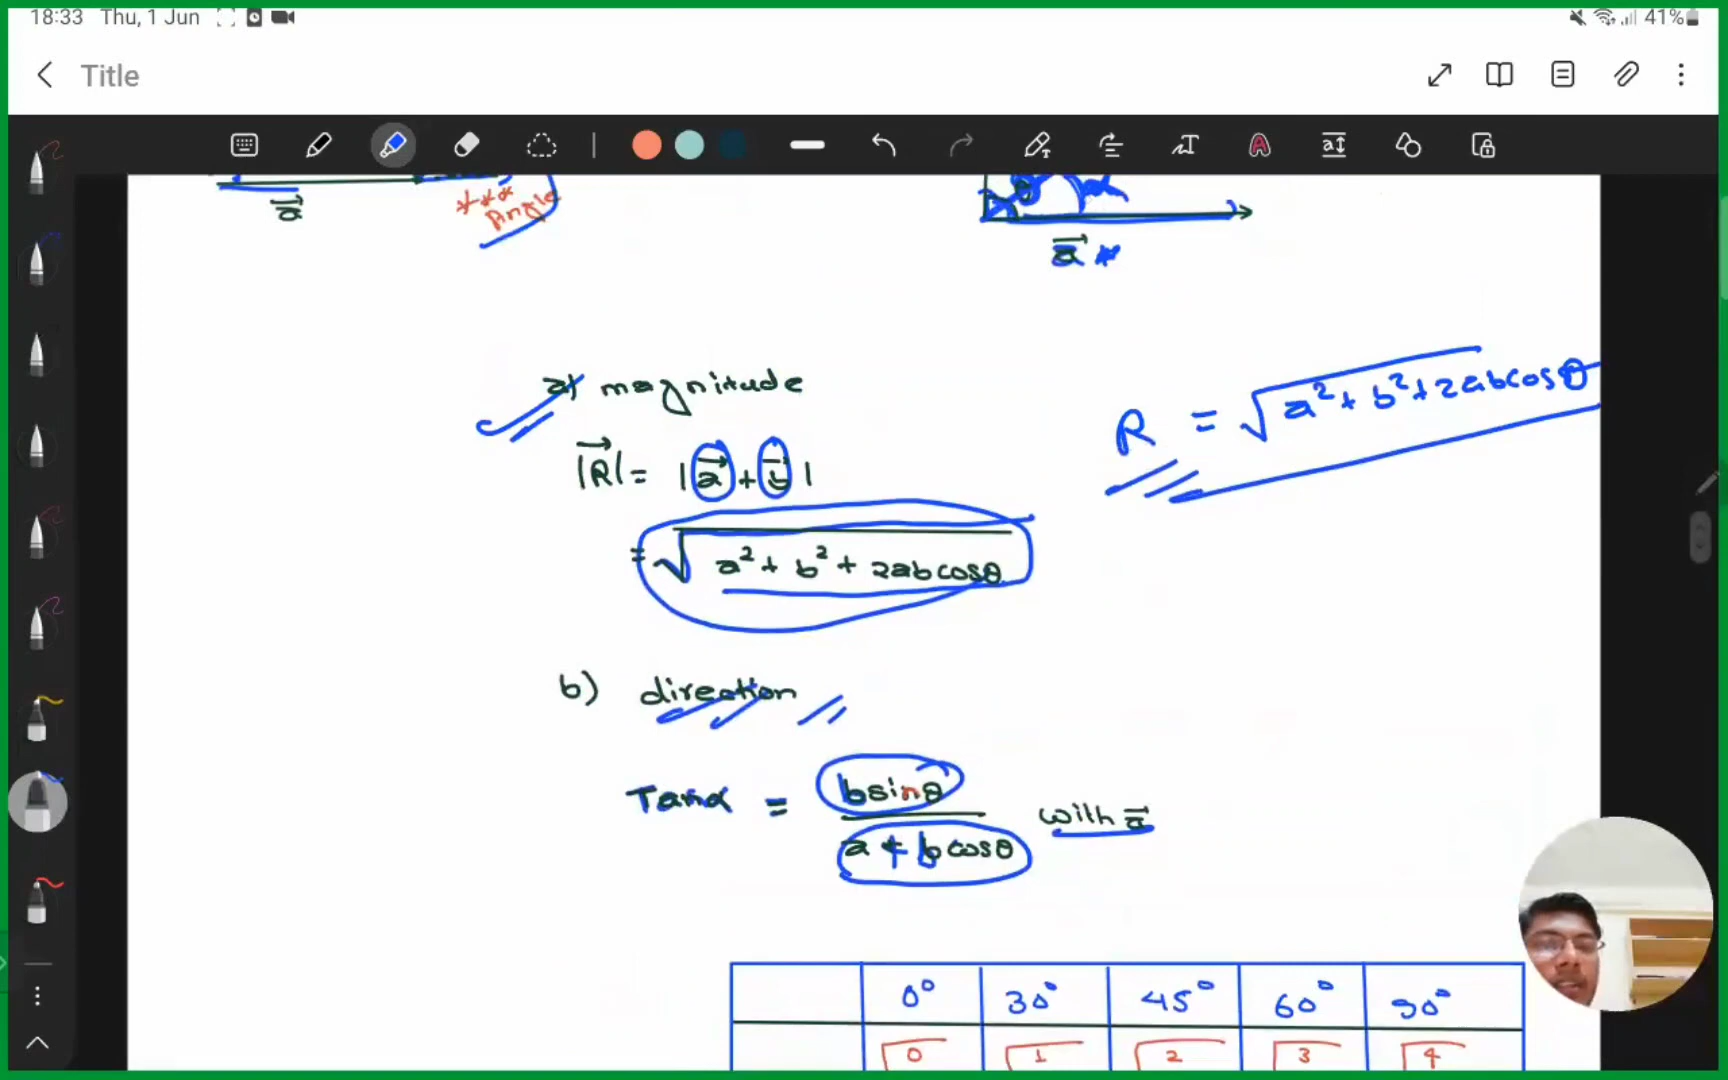 18:33 Thu, 1 Jun
41%
Title
a⃗
*** Angle
θ α
a⃗ *
a) magnitude
|R⃗| = |a⃗ + b⃗|
= √a² + b² + 2abcosθ
R = √a² + b² + 2abcosθ
b) direction
Tanα = bsinθ / a + bcosθ with a⃗
0° 30° 45° 60° 90°
√0 √1 √2 √3 √4